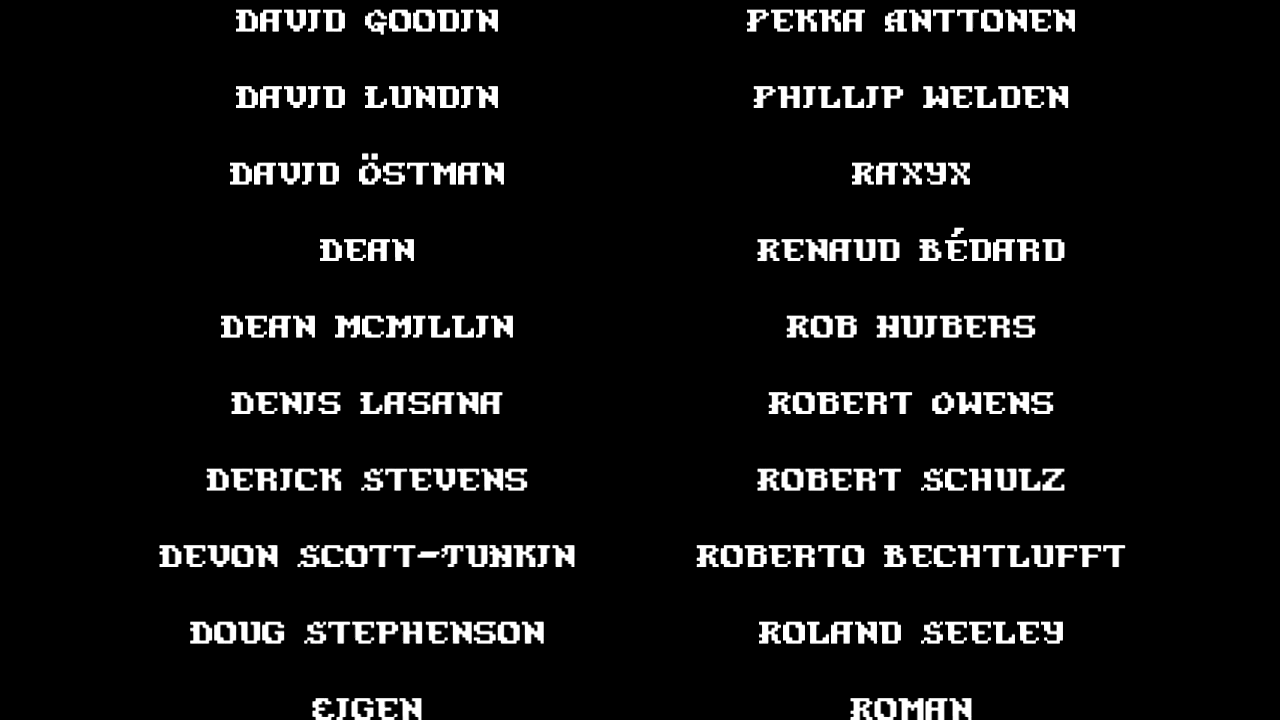 DAVID GOODIN
PEKKA ANTTONEN
DAVID LUNDIN
PHILLIP WELDEN
DAVID ÖSTMAN
RAXYX
DEAN
RENAUD BÉDARD
DEAN MCMILLIN
ROB HUIBERS
DENIS LASANA
ROBERT OWENS
DERICK STEVENS
ROBERT SCHULZ
DEVON SCOTT-TUNKIN
ROBERTO BECHTLUFFT
DOUG STEPHENSON
ROLAND SEELEY
EIGEN
ROMAN